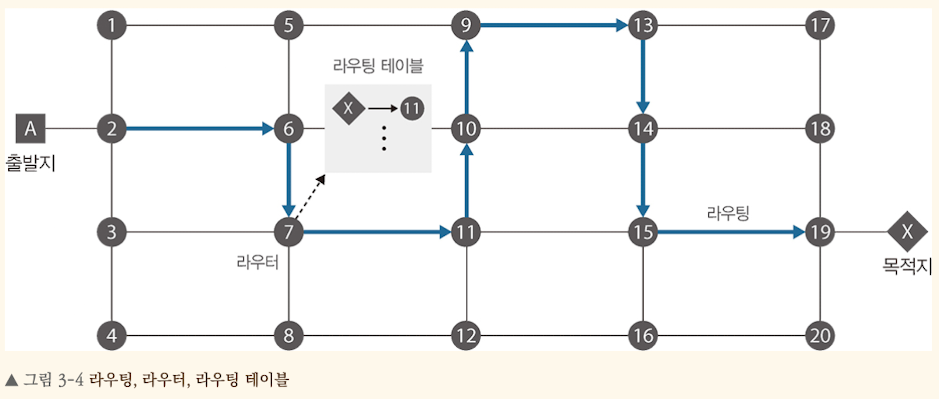 1 5 9 13 17
라우팅 테이블
X 11
A 2 6 10 14 18
출발지
3 7 11 15 라우팅 19 X
라우터 목적지
4 8 12 16 20
▲ 그림 3-4 라우팅, 라우터, 라우팅 테이블